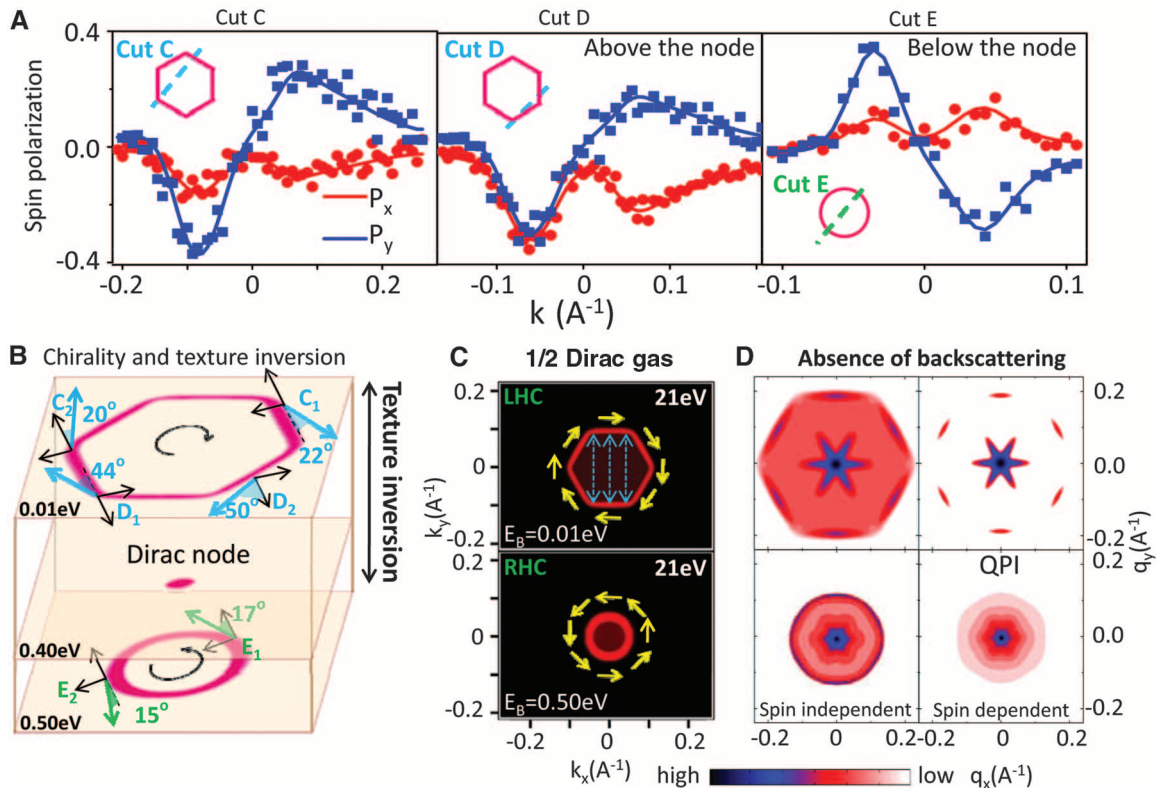 A
Cut C
Cut D
Cut E
Spin polarization
0.4
0.0
-0.4
Cut C
Cut D
Above the node
Below the node
Cut E
Px
Py
-0.2 0 0.2
-0.1 0 0.1 0.2
-0.1 0 0.1
k (A⁻¹)
B Chirality and texture inversion
C2
20°
C1
22°
44°
D1
50°
D2
0.01eV
Texture inversion
Dirac node
0.40eV
17°
E1
E2
15°
0.50eV
C 1/2 Dirac gas
0.2
LHC 21eV
0
ky(A⁻¹)
-0.2
EB=0.01eV
0.2
RHC 21eV
0
-0.2
EB=0.50eV
-0.2 0 0.2
kx(A⁻¹)
D Absence of backscattering
0.2
0.0
-0.2
qy(A⁻¹)
QPI
0.2
0.0
-0.2
qy(A⁻¹)
Spin independent
Spin dependent
-0.2 0.0 0.2
-0.2 0.0 0.2
high low qx(A⁻¹)